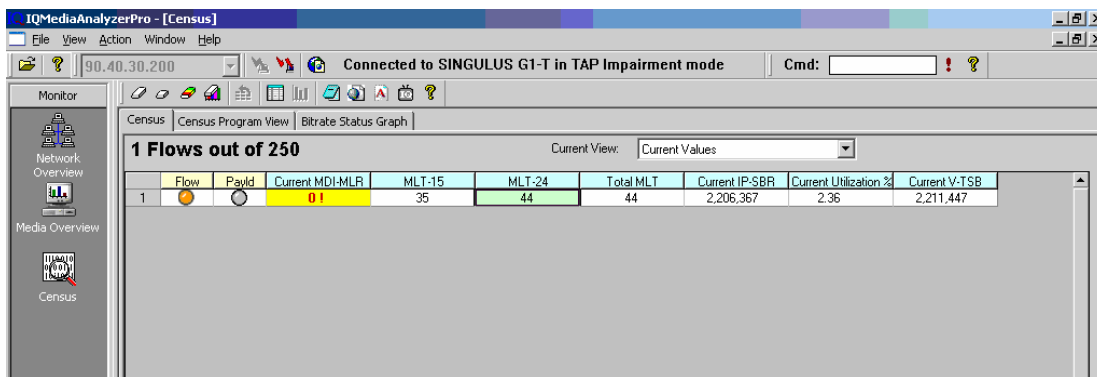 IQMediaAnalyzerPro - [Census]
File View Action Window Help
90.40.30.200 Connected to SINGULUS G1-T in TAP Impairment mode Cmd: ! ?
Monitor
Census Census Program View Bitrate Status Graph
1 Flows out of 250 Current View: Current Values
Flow Payld Current MDI-MLR MLT-15 MLT-24 Total MLT Current IP-SBR Current Utilization % Current V-TSB
1 0 ! 35 44 44 2,206,367 2.36 2,211,447
Network
Overview
Media Overview
Census